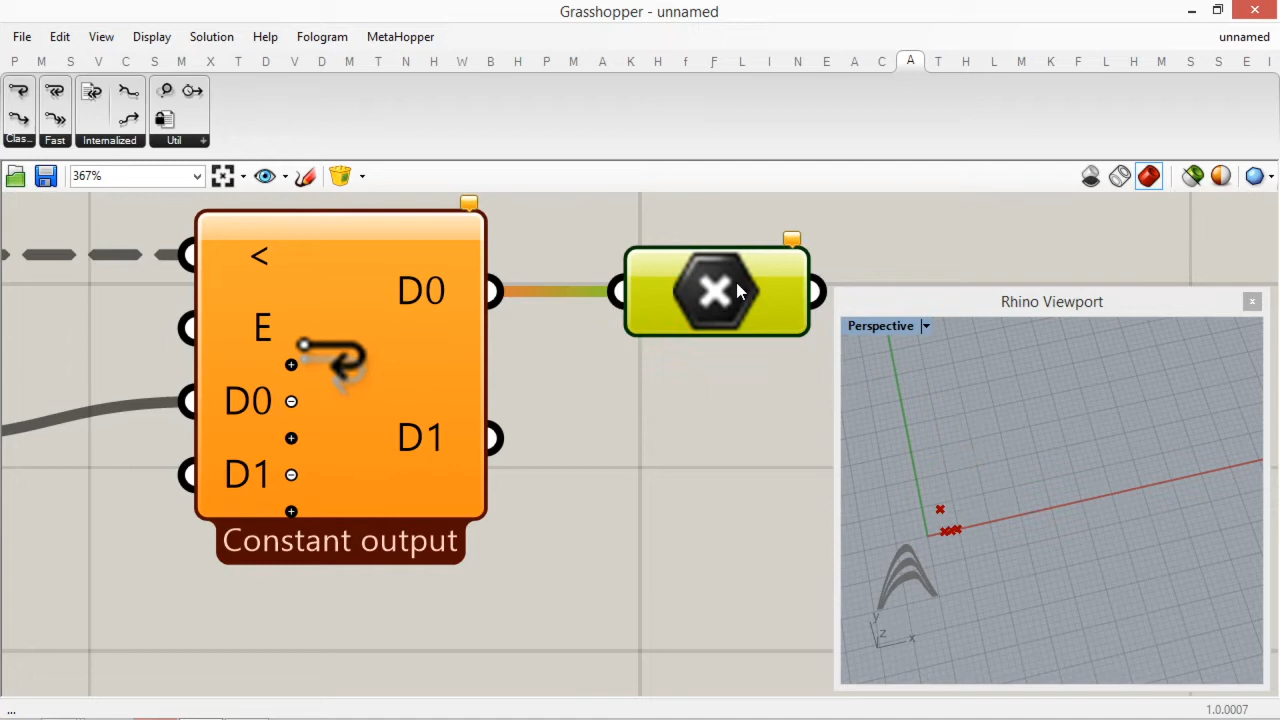 Grasshopper - unnamed
File Edit View Display Solution Help Fologram MetaHopper unnamed
P M S V C S M X T D V D M T N H W B H P M A K H f F L I N E A C A T H L M K F L H M S S E I
Clas... Fast Internalized Util
367%
<
D0
E
D0
D1
D1
Constant output
Rhino Viewport
Perspective
y
z
x
...
1.0.0007